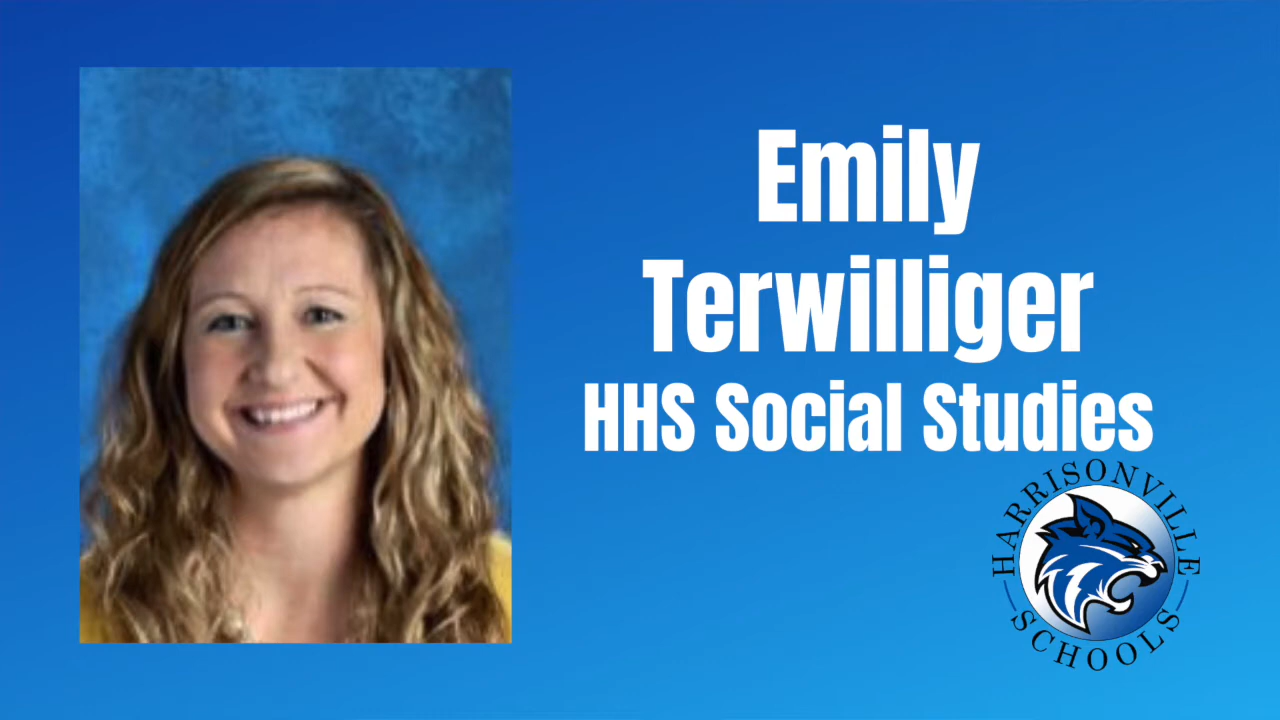 Emily
Terwilliger
HHS Social Studies
HARRISONVILLE
SCHOOLS